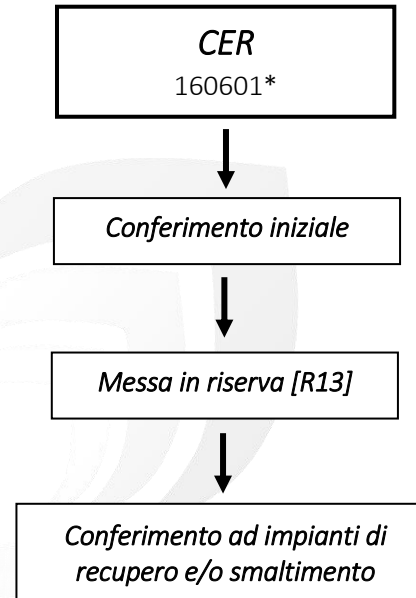 CER
160601*
Conferimento iniziale
Messa in riserva [R13]
Conferimento ad impianti di
recupero e/o smaltimento